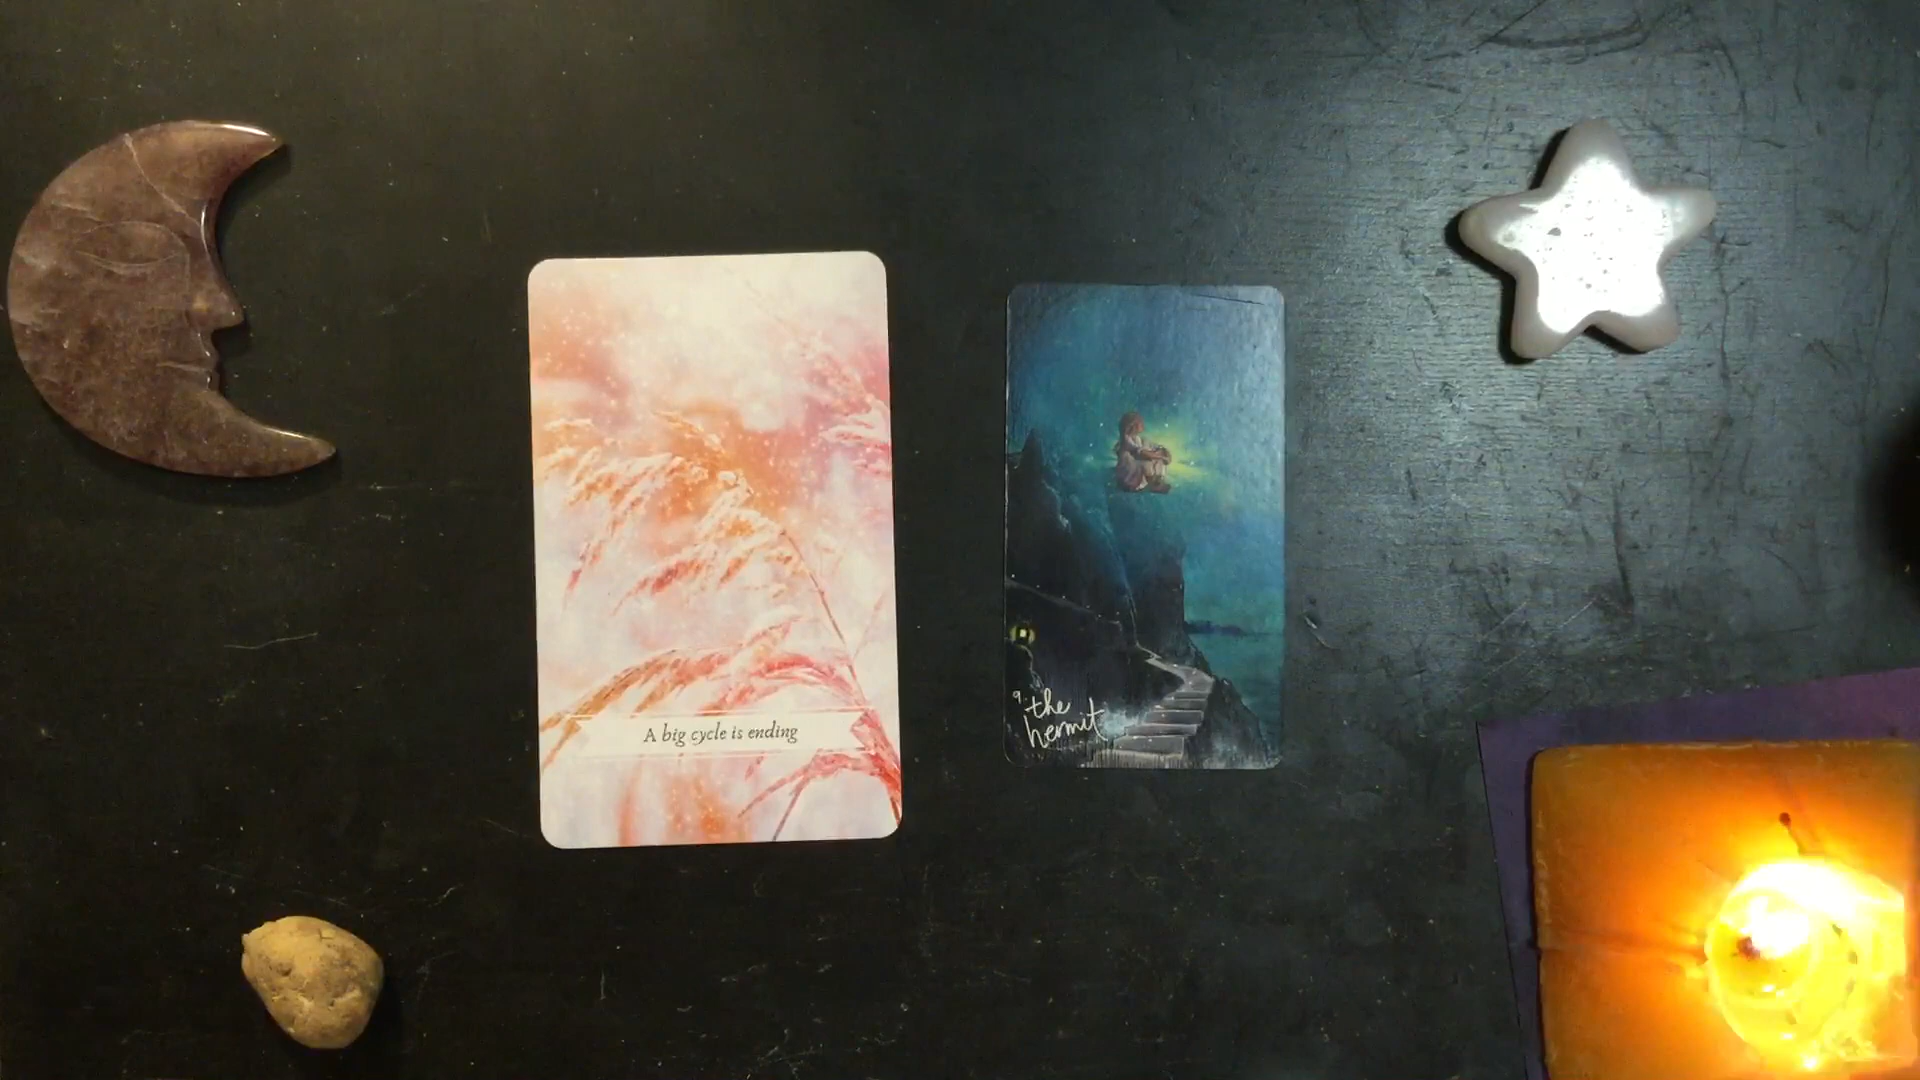 A big cycle is ending
9. the
hermit